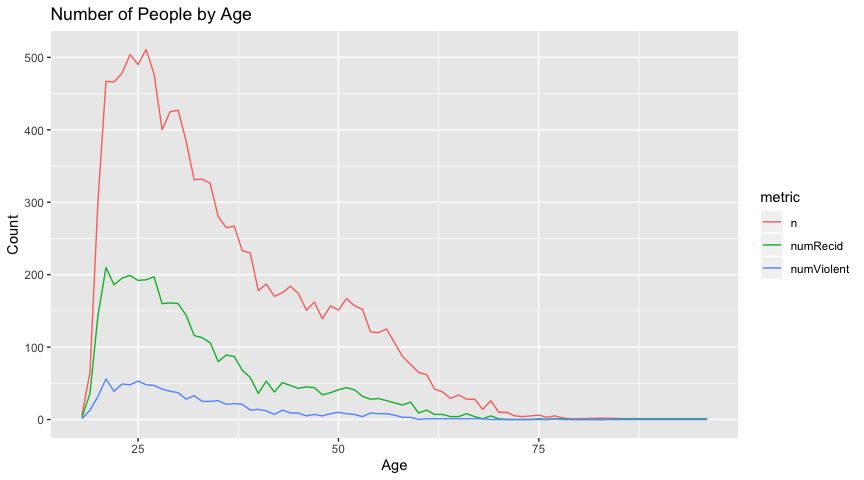 Number of People by Age
500
400
300
200
100
0
Count
25
50
75
Age
metric
n
numRecid
numViolent